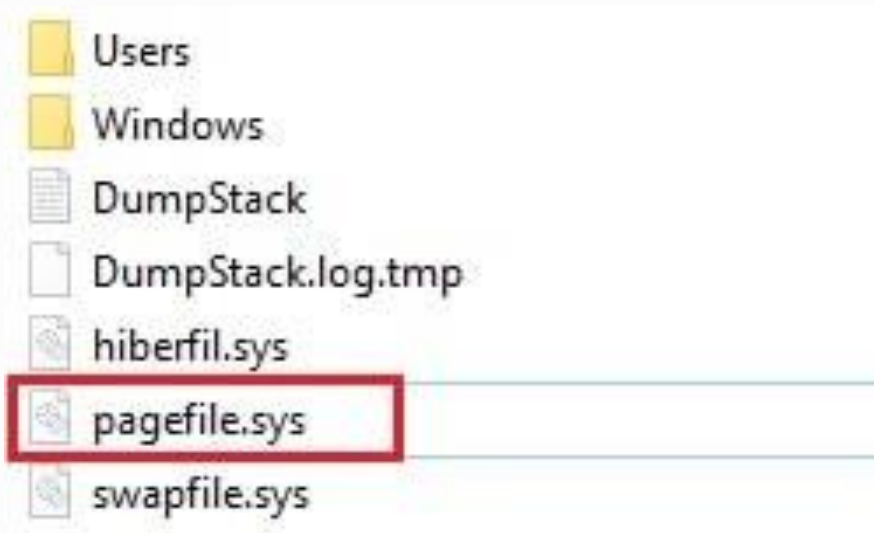 Users
Windows
DumpStack
DumpStack.log.tmp
hiberfil.sys
pagefile.sys
swapfile.sys